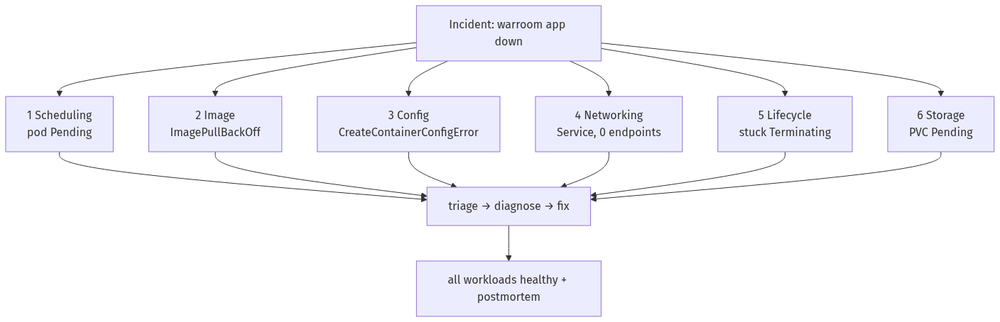 Incident: warroom app
down
1 Scheduling
pod Pending
2 Image
ImagePullBackOff
3 Config
CreateContainerConfigError
4 Networking
Service, 0 endpoints
5 Lifecycle
stuck Terminating
6 Storage
PVC Pending
triage → diagnose → fix
all workloads healthy +
postmortem